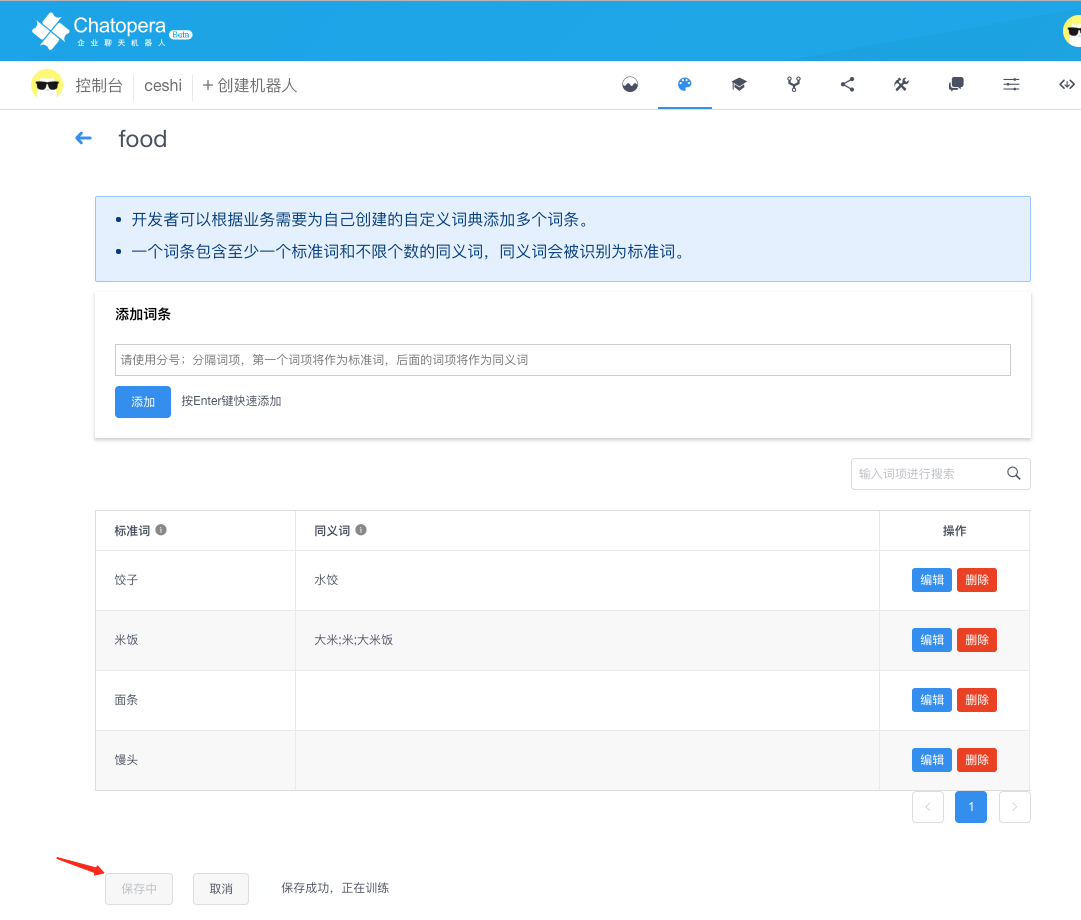 Chatopera Beta
企业聊天机器人
控制台 ceshi + 创建机器人
food
开发者可以根据业务需要为自己创建的自定义词典添加多个词条。
一个词条包含至少一个标准词和不限个数的同义词，同义词会被识别为标准词。
添加词条
请使用分号；分隔词项，第一个词项将作为标准词，后面的词项将作为同义词
添加 按Enter键快速添加
输入词项进行搜索
标准词 同义词 操作
饺子 水饺 编辑 删除
米饭 大米;米;大米饭 编辑 删除
面条 编辑 删除
馒头 编辑 删除
1
保存中 取消 保存成功，正在训练